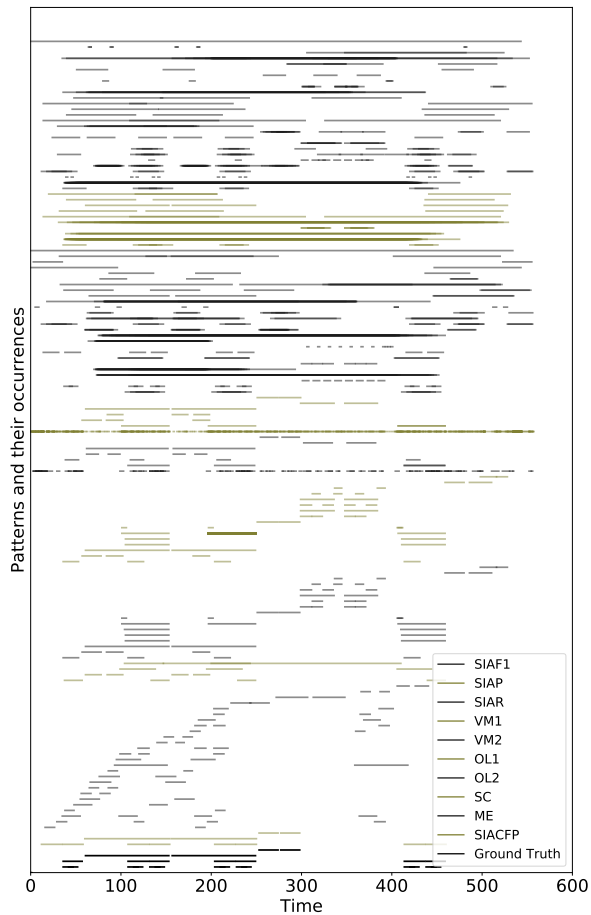 Patterns and their occurrences
SIAF1
SIAP
SIAR
VM1
VM2
OL1
OL2
SC
ME
SIACFP
Ground Truth
0 100 200 300 400 500 600
Time